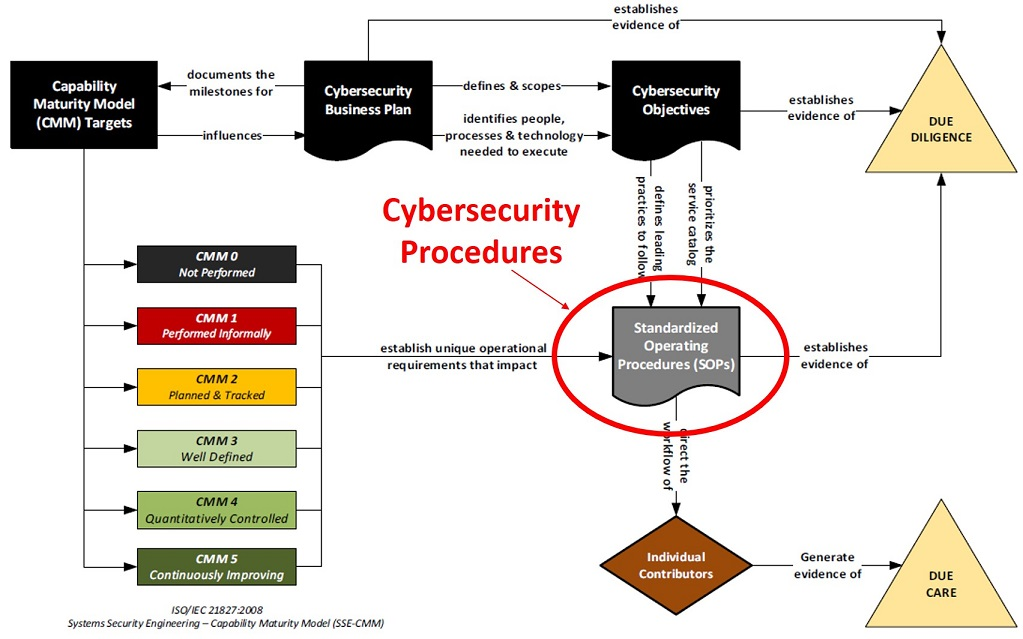 establishes
evidence of
Capability
Maturity Model
(CMM) Targets
documents the
milestones for
influences
Cybersecurity
Business Plan
defines & scopes
identifies people,
processes & technology
needed to execute
Cybersecurity
Objectives
establishes
evidence of
DUE
DILIGENCE
defines leading
practices to follow
prioritizes the
service catalog
Cybersecurity
Procedures
CMM 0
Not Performed
CMM 1
Performed Informally
CMM 2
Planned & Tracked
CMM 3
Well Defined
CMM 4
Quantitatively Controlled
CMM 5
Continuously Improving
establish unique operational
requirements that impact
Standardized
Operating
Procedures (SOPs)
establishes
evidence of
direct the
workflow of
Individual
Contributors
Generate
evidence of
DUE
CARE
ISO/IEC 21827:2008
Systems Security Engineering – Capability Maturity Model (SSE-CMM)